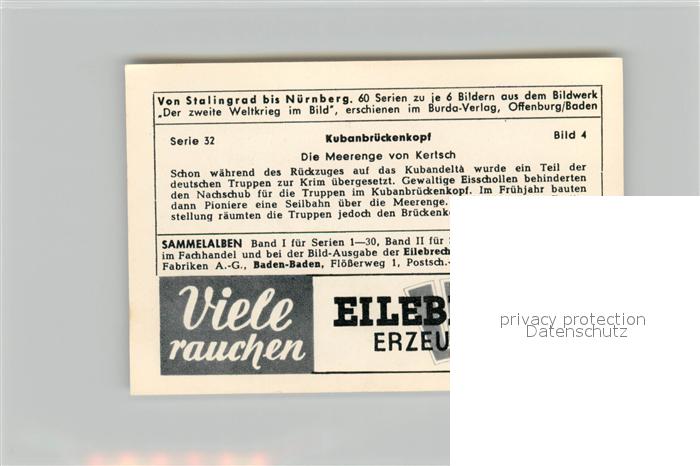 Von Stalingrad bis Nürnberg. 60 Serien zu je 6 Bildern aus dem Bildwerk
„Der zweite Weltkrieg im Bild", erschienen im Burda-Verlag, Offenburg/Baden
Serie 32 Kubanbrückenkopf Bild 4
Die Meerenge von Kertsch
Schon während des Rückzuges auf das Kubandelta wurde ein Teil der
deutschen Truppen zur Krim übergesetzt. Gewaltige Eisschollen behinderten
den Nachschub für die Truppen im Kubanbrückenkopf. Im Frühjahr bauten
dann Pioniere eine Seilbahn über die Meerenge.
stellung räumten die Truppen jedoch den
SAMMELALBEN Band I für Serien 1—30, Band II für
im Fachhandel und bei der Bild-Ausgabe der
Fabriken A.-G., Baden-Baden, Flößerweg 1, Postsch.-
Viele
rauchen
privacy protection
Datenschutz